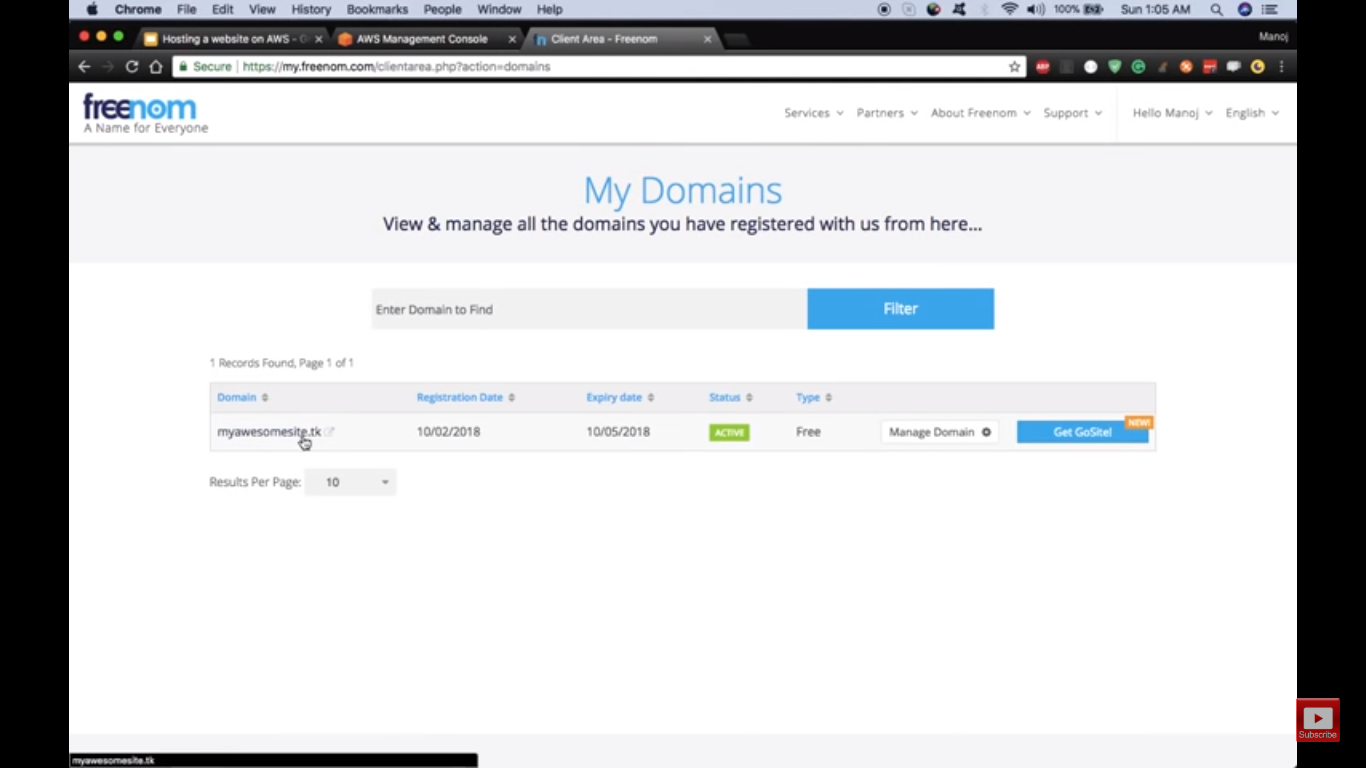 Chrome File Edit View History Bookmarks People Window Help 100% Sun 1:05 AM
Hosting a website on AWS - G AWS Management Console Client Area - Freenom Manoj
Secure https://my.freenom.com/clientarea.php?action=domains
freenom
A Name for Everyone
Services Partners About Freenom Support Hello Manoj English
My Domains
View & manage all the domains you have registered with us from here...
Enter Domain to Find Filter
1 Records Found, Page 1 of 1
Domain Registration Date Expiry date Status Type
NEW!
myawesomesite.tk 10/02/2018 10/05/2018 ACTIVE Free Manage Domain Get GoSite!
Results Per Page: 10
Subscribe
myawesomesite.tk